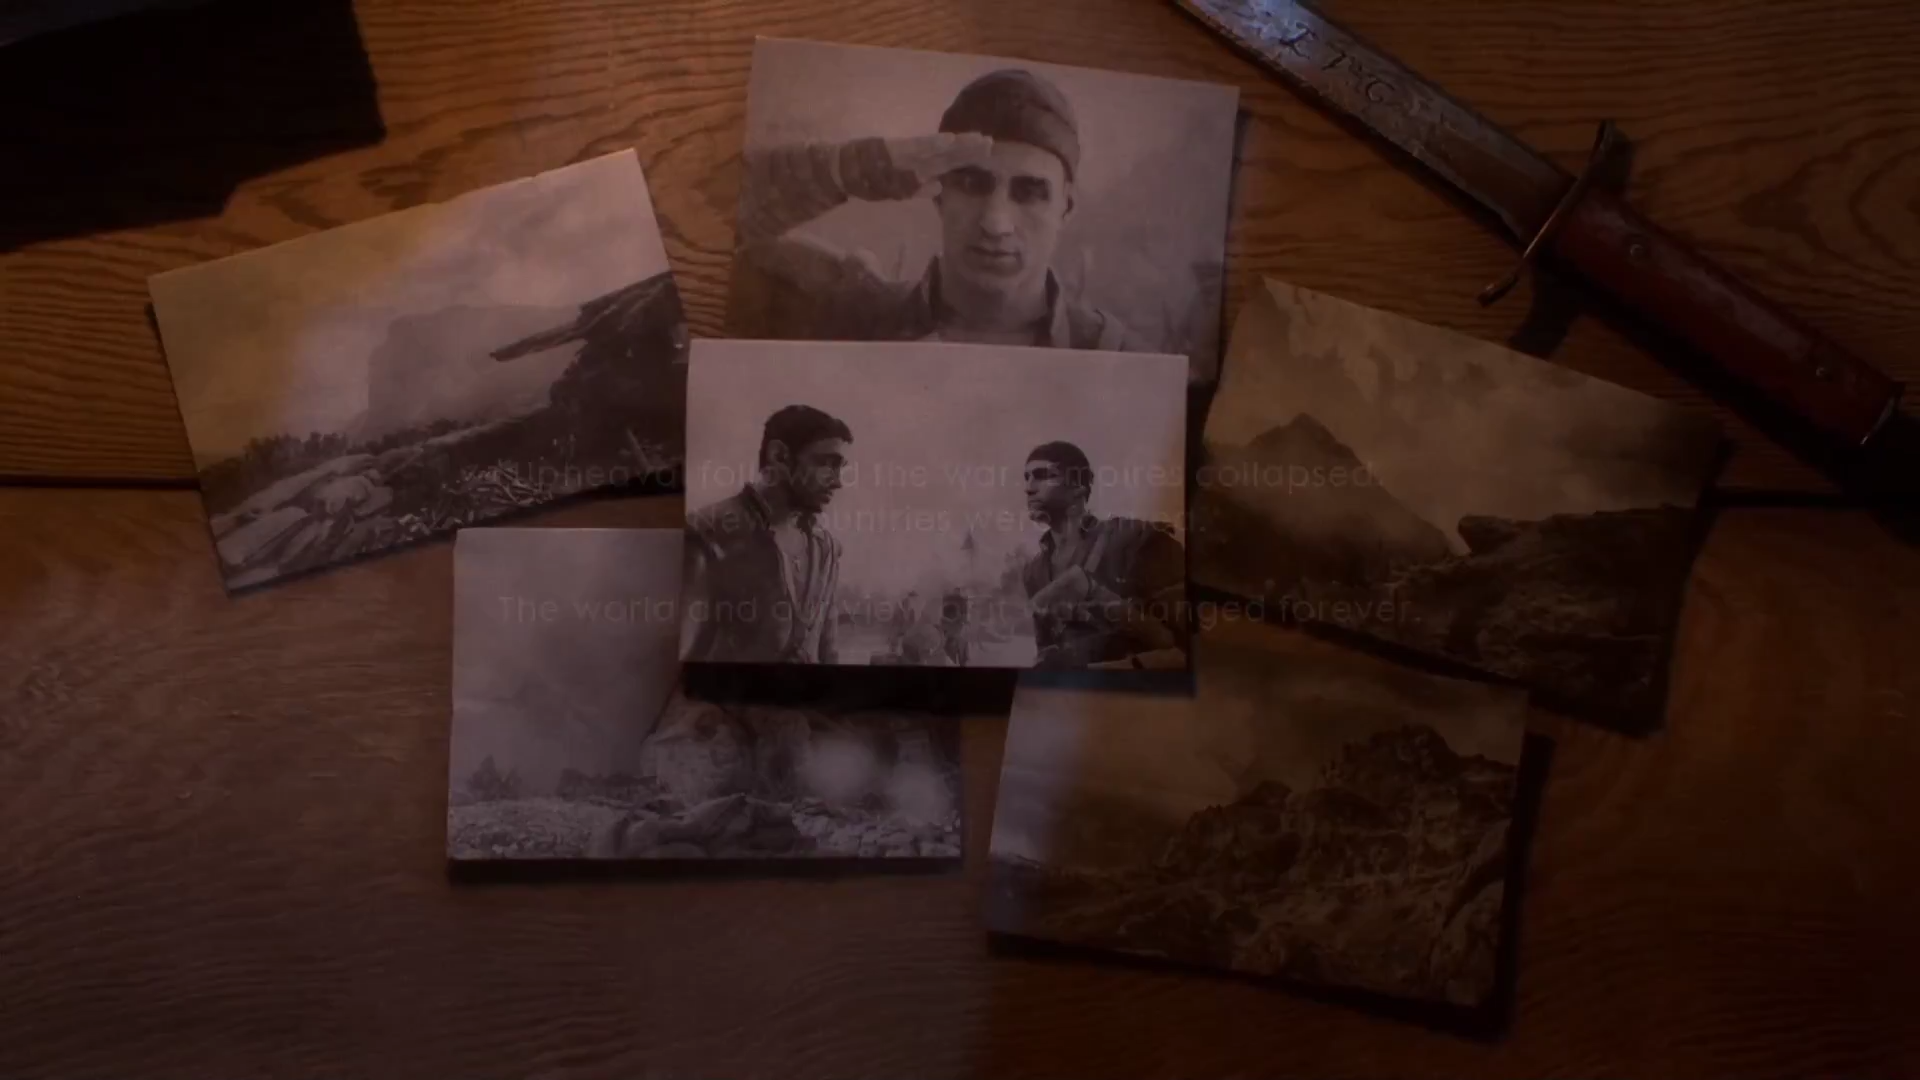 Upheaval followed the war. Empires collapsed.
New countries were formed.
The world and our view of it was changed forever.